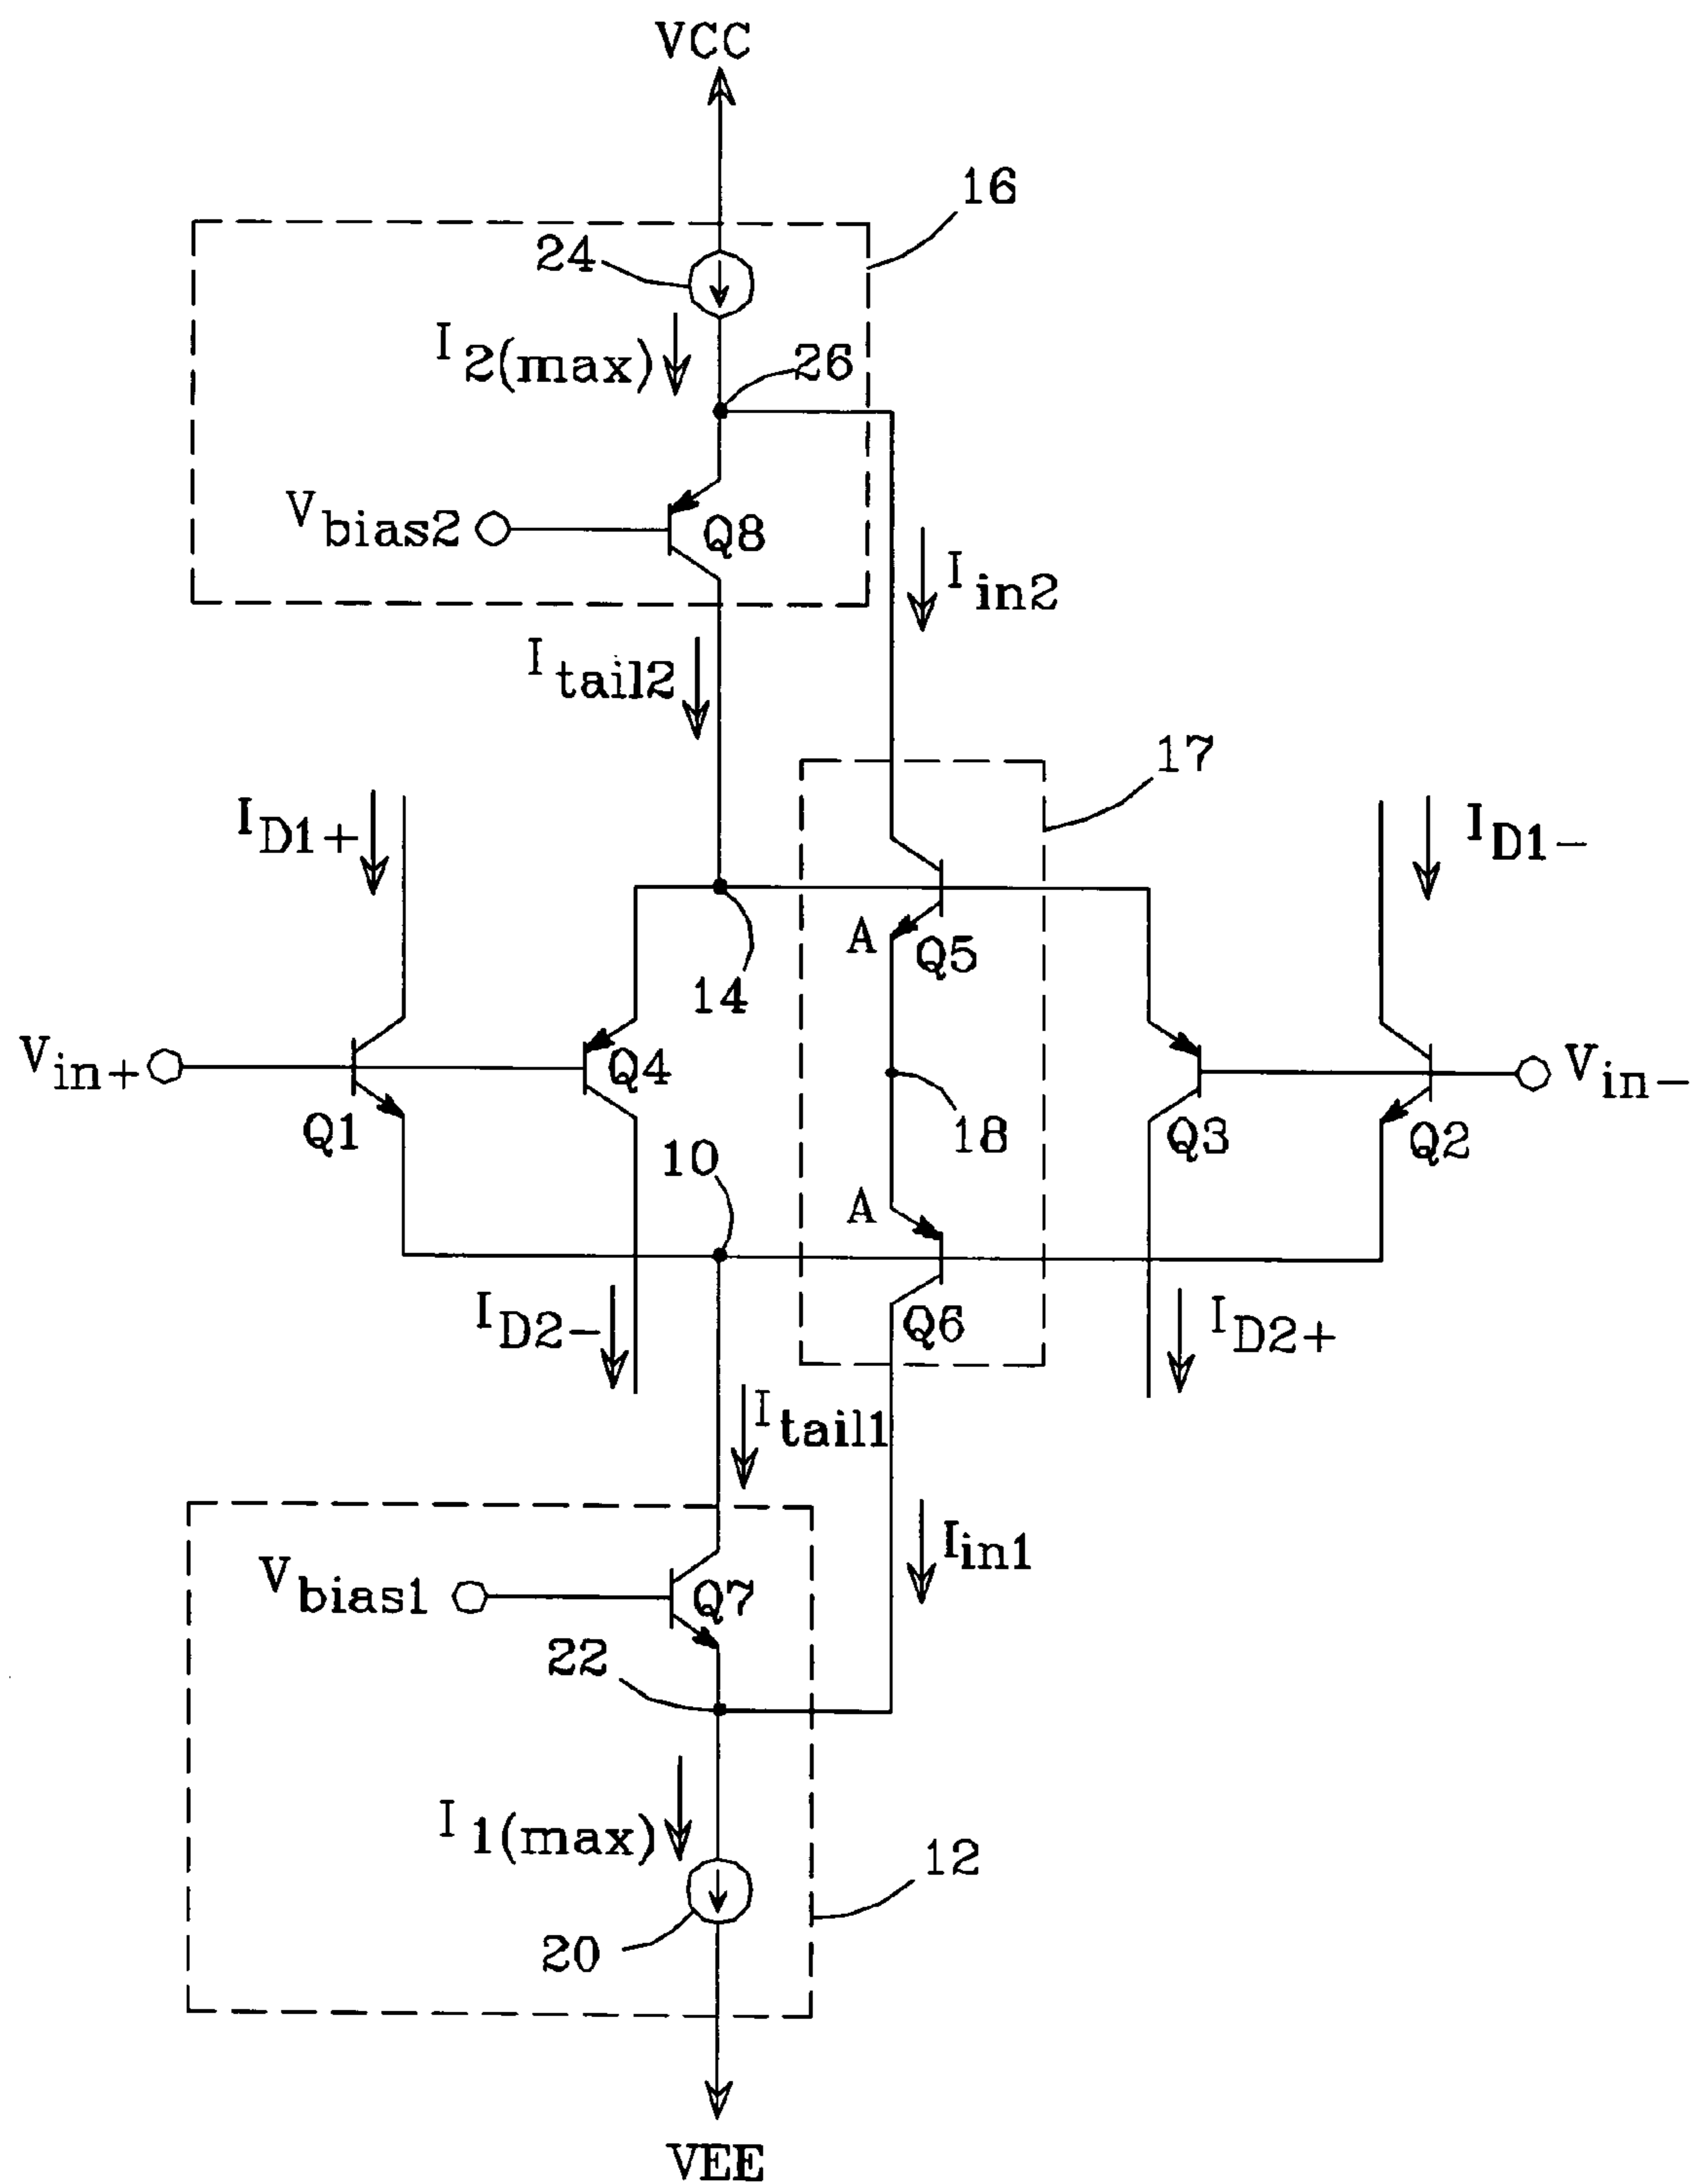 VCC
16
24
I2(max)
26
Vbias2
Q8
Iin2
Itail2
17
ID1+
ID1-
A
Q5
14
Vin+
Q4
Vin-
Q1
18
Q3
Q2
10
A
ID2-
Q6
ID2+
Itail1
Iin1
Vbias1
Q7
22
I1(max)
12
20
VEE